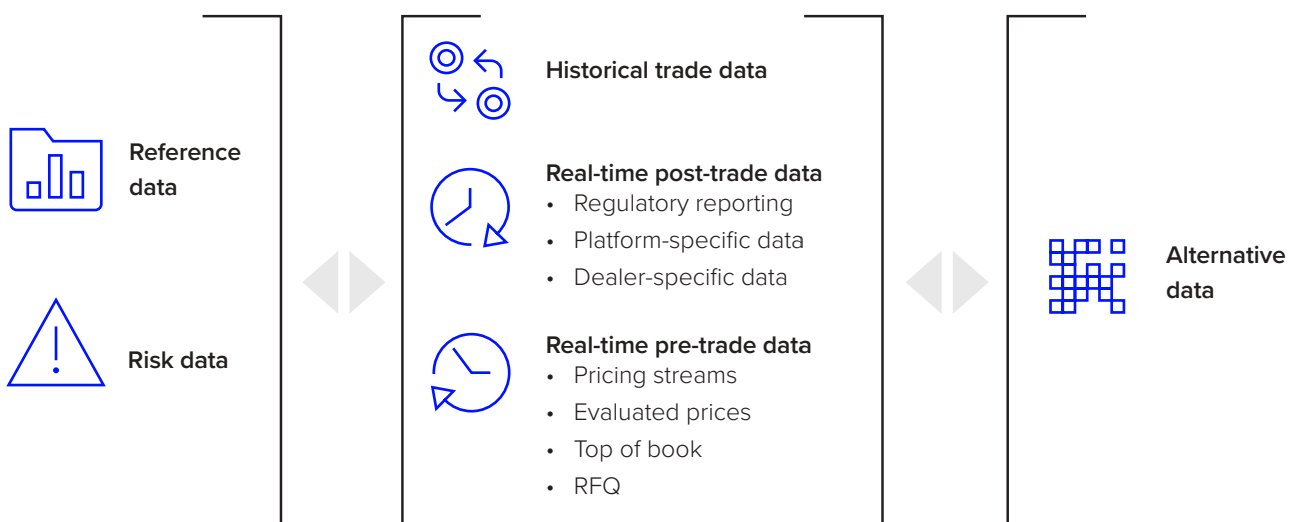 Reference
data
Risk data
Historical trade data
Real-time post-trade data
• Regulatory reporting
• Platform-specific data
• Dealer-specific data
Real-time pre-trade data
• Pricing streams
• Evaluated prices
• Top of book
• RFQ
Alternative
data